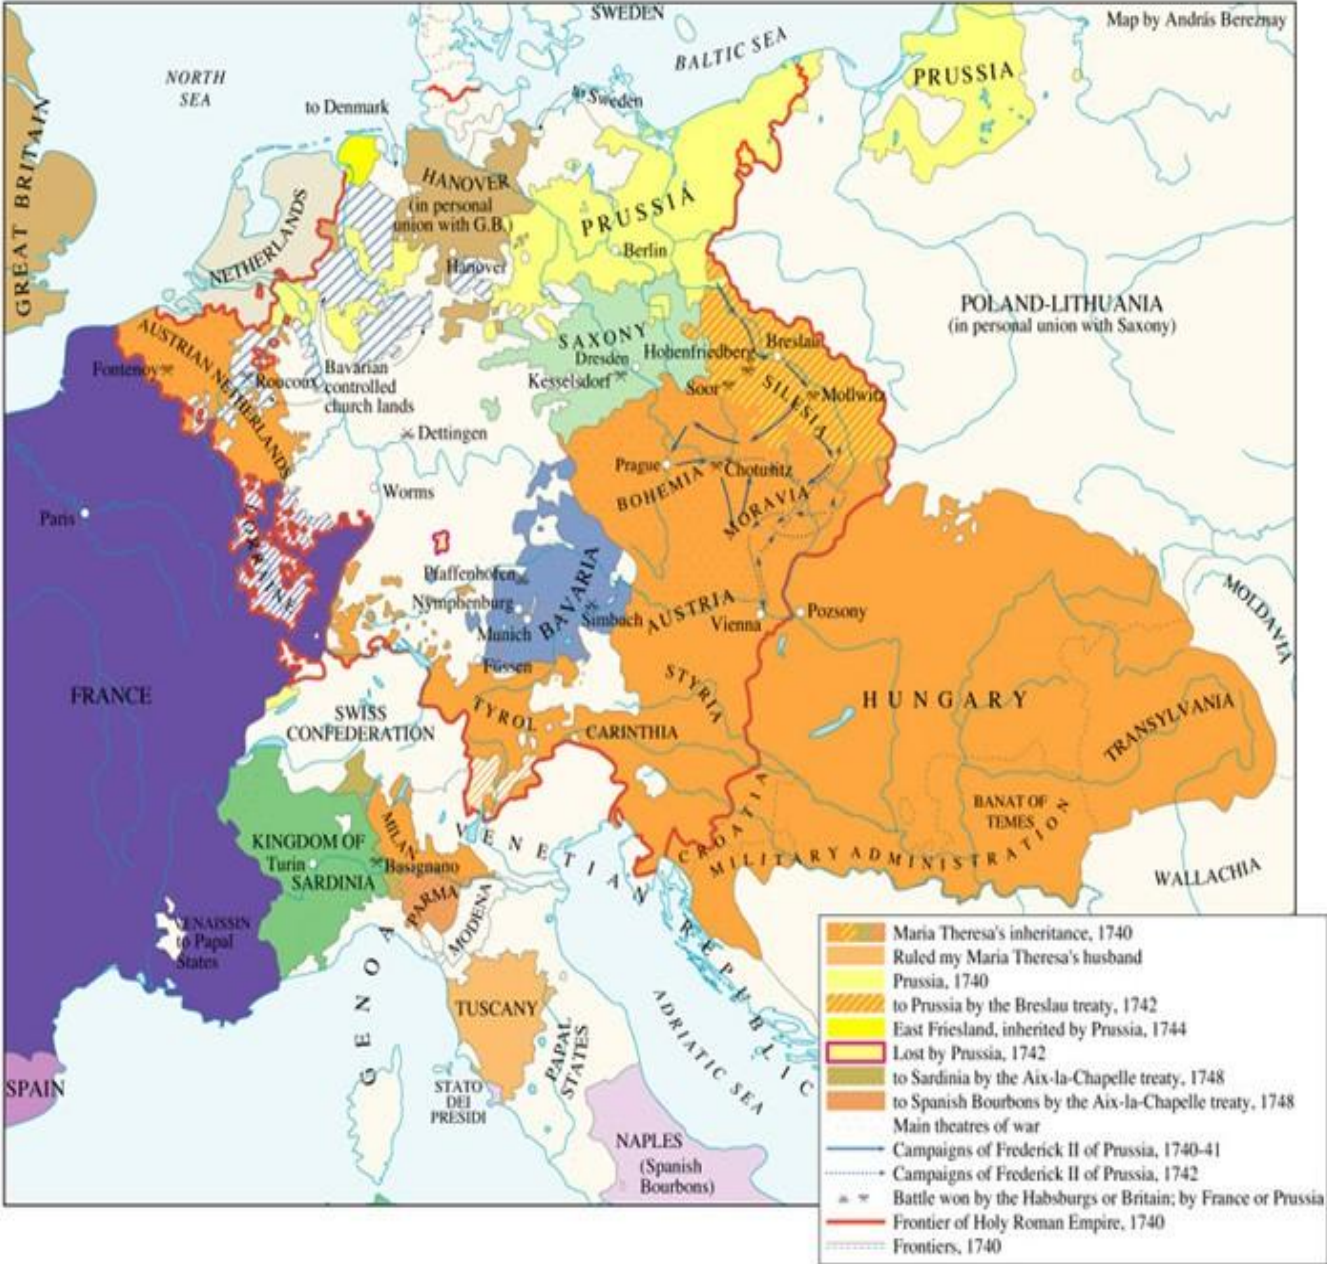 SWEDEN
Map by András Bereznay
BALTIC SEA
NORTH
SEA
PRUSSIA
to Denmark
to Sweden
GREAT BRITAIN
HANOVER
(in personal
union with G.B.)
NETHERLANDS
PRUSSIA
Berlin
Hanover
POLAND-LITHUANIA
(in personal union with Saxony)
AUSTRIAN NETHERLANDS
SAXONY
Dresden
Hohenfriedberg
Breslau
Fontenoy
Roucoux
Bavarian
controlled
church lands
Kesselsdorf
Soor
SILESIA
Mollwitz
Dettingen
Prague
Chotusitz
BOHEMIA
MORAVIA
Worms
Paris
LORRAINE
Pfaffenhofen
BAVARIA
Nymphenburg
Simbach
AUSTRIA
Vienna
Pozsony
MOLDAVIA
Munich
Füssen
FRANCE
STYRIA
HUNGARY
TRANSYLVANIA
SWISS
CONFEDERATION
TYROL
CARINTHIA
CROATIA
BANAT OF
TEMES
MILITARY ADMINISTRATION
WALLACHIA
MILAN
VENETIAN REPUBLIC
KINGDOM OF
Turin
SARDINIA
Basignano
PARMA
MODENA
VENAISSIN
to Papal
States
GENOA
TUSCANY
ADRIATIC SEA
PAPAL
STATES
SPAIN
STATO
DEI
PRESIDI
NAPLES
(Spanish
Bourbons)
Maria Theresa's inheritance, 1740
Ruled my Maria Theresa's husband
Prussia, 1740
to Prussia by the Breslau treaty, 1742
East Friesland, inherited by Prussia, 1744
Lost by Prussia, 1742
to Sardinia by the Aix-la-Chapelle treaty, 1748
to Spanish Bourbons by the Aix-la-Chapelle treaty, 1748
Main theatres of war
Campaigns of Frederick II of Prussia, 1740-41
Campaigns of Frederick II of Prussia, 1742
Battle won by the Habsburgs or Britain; by France or Prussia
Frontier of Holy Roman Empire, 1740
Frontiers, 1740